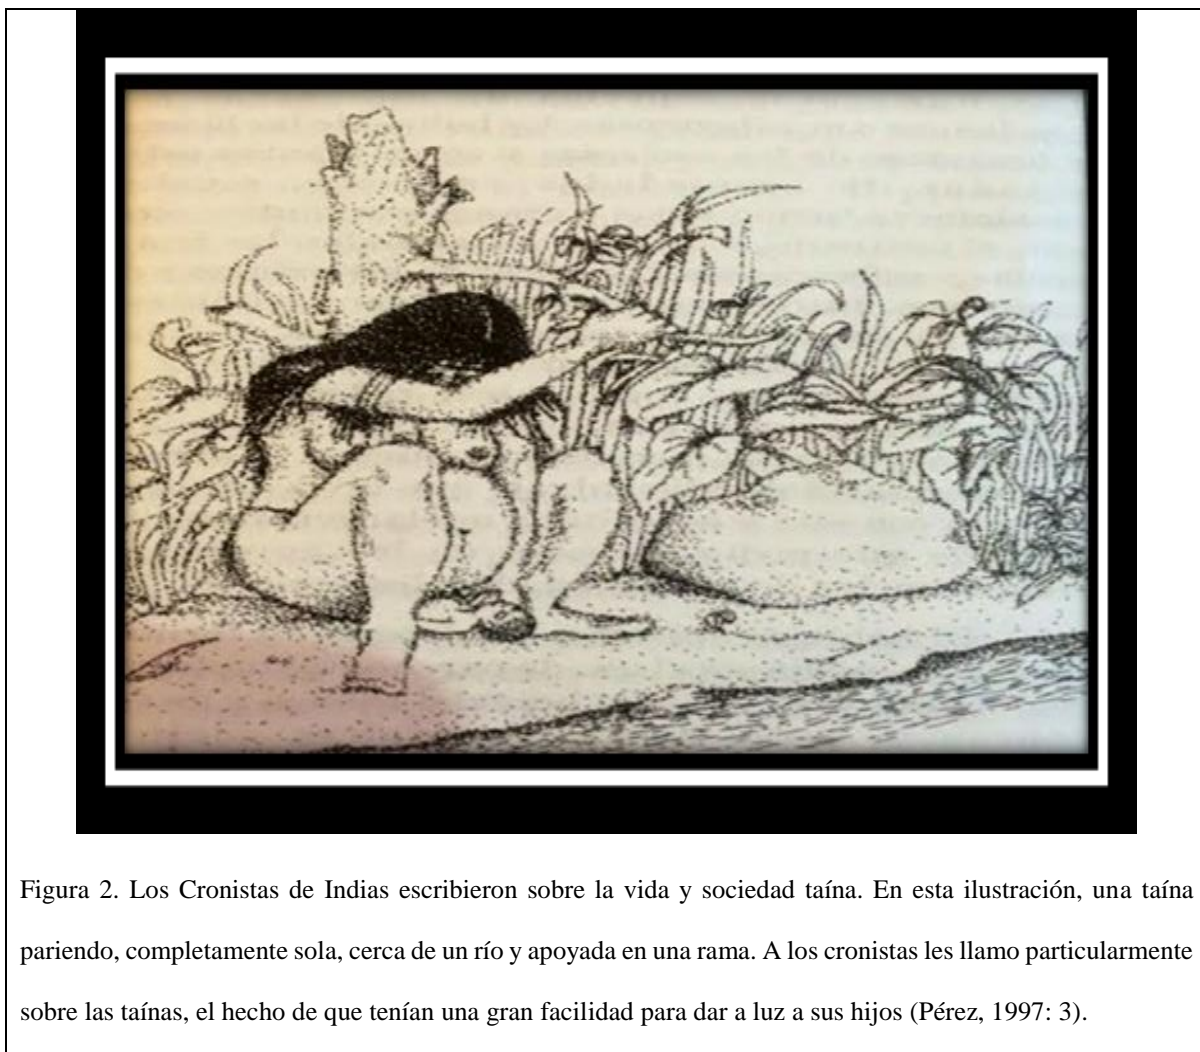 Figura 2. Los Cronistas de Indias escribieron sobre la vida y sociedad taína. En esta ilustración, una taína
pariendo, completamente sola, cerca de un río y apoyada en una rama. A los cronistas les llamo particularmente
sobre las taínas, el hecho de que tenían una gran facilidad para dar a luz a sus hijos (Pérez, 1997: 3).